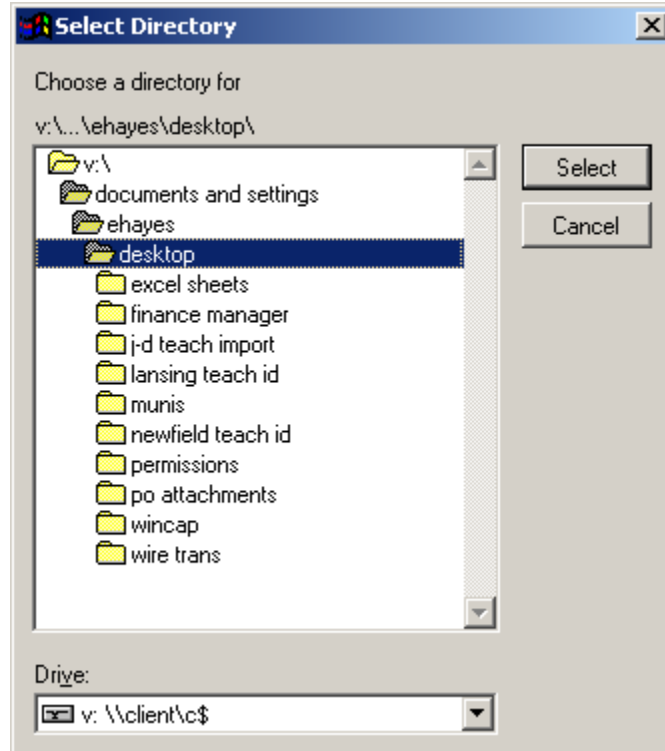 Select Directory
Choose a directory for
v:\...\ehayes\desktop\
v:\
documents and settings
ehayes
desktop
excel sheets
finance manager
j-d teach import
lansing teach id
munis
newfield teach id
permissions
po attachments
wincap
wire trans
Select
Cancel
Drive:
v: \\client\c$